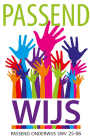 PASSEND
WIJS
PASSEND ONDERWIJS SWV 25-06